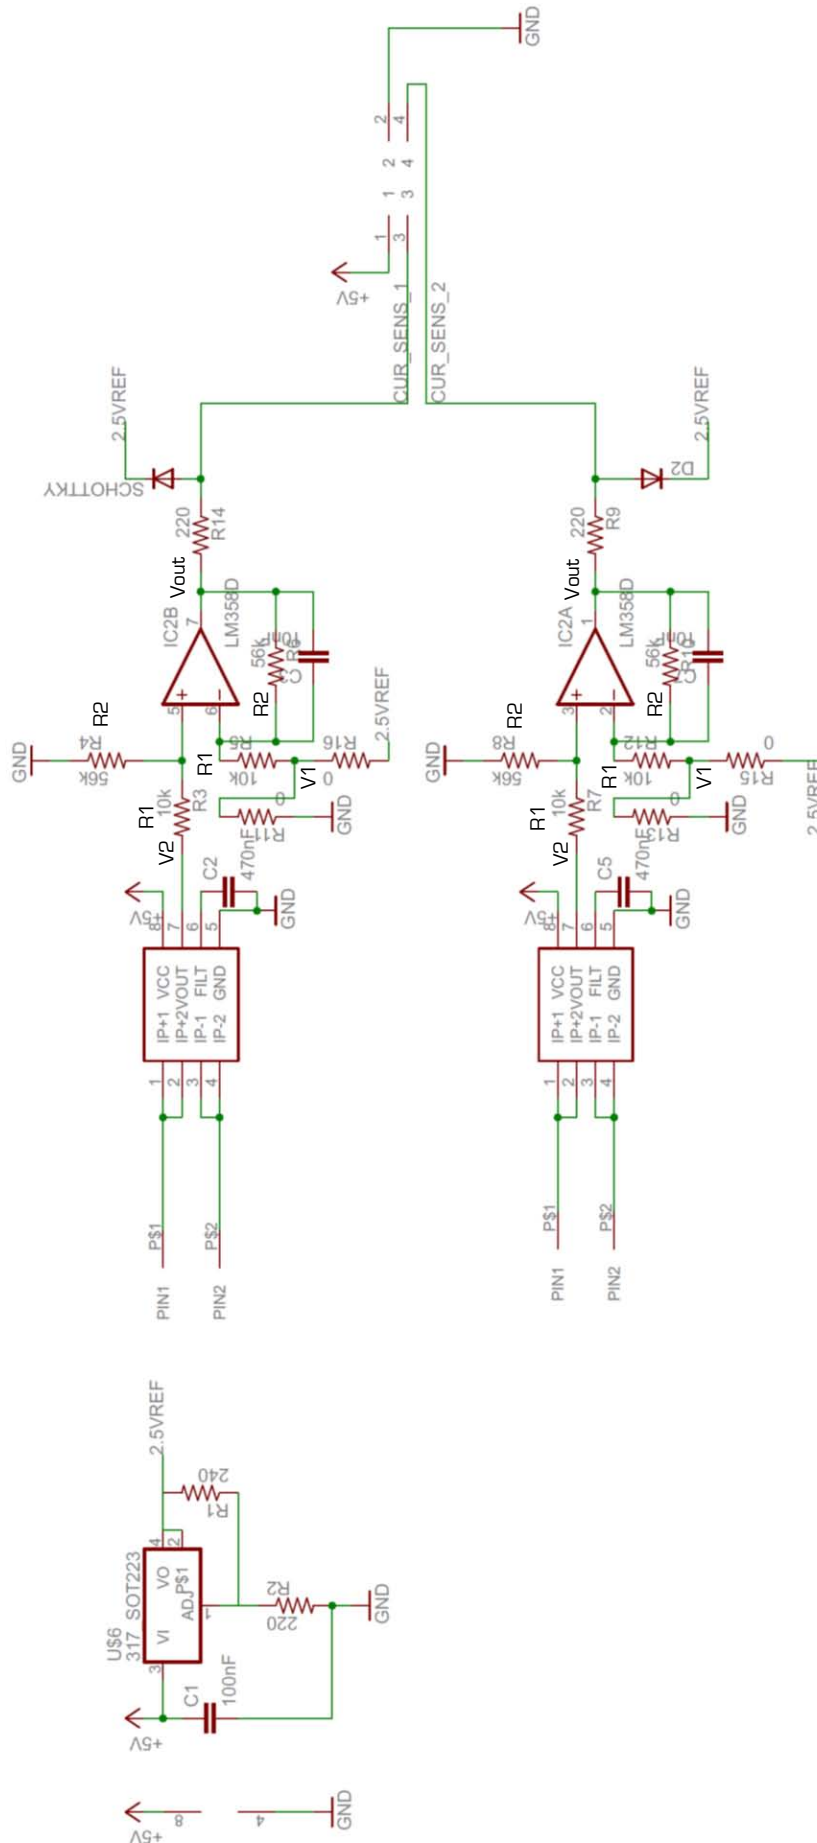 GND
2
4
2
4
1
3
1
3
+5V
CUR_SENS_1
CUR_SENS_2
2.5VREF
SCHOTTKY
220
R14
Vout
IC2B
7
LM358D
56k
10nF
5
6
+
-
R2
R4
56k
GND
R2
R1
R5
10k
V1
R16
0
2.5VREF
R1
10k
R3
V2
0
R11
GND
C2
470nF
GND
+5V
8
7
6
5
IP+1 VCC
IP+2VOUT
IP-1 FILT
IP-2 GND
1
2
3
4
P$1
P$2
PIN1
PIN2
2.5VREF
D2
220
R9
Vout
IC2A
1
LM358D
56k
10nF
3
2
+
-
R2
R8
56k
GND
R2
R1
R12
10k
V1
0
R15
2.5VREF
R1
10k
R7
V2
0
R13
GND
C5
470nF
GND
+5V
8
7
6
5
IP+1 VCC
IP+2VOUT
IP-1 FILT
IP-2 GND
1
2
3
4
P$1
P$2
PIN1
PIN2
2.5VREF
240
R1
4
2
U$6
317 SOT223
VI
VO
P$1
ADJ
3
1
R2
220
GND
C1
100nF
+5V
+5V
8
4
GND